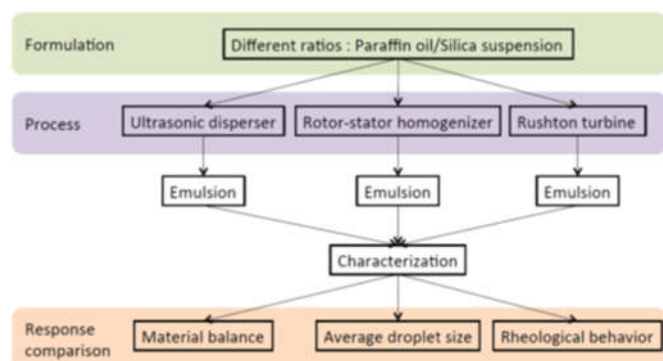 Formulation
Different ratios : Paraffin oil/Silica suspension
Process
Ultrasonic disperser
Rotor-stator homogenizer
Rushton turbine
Emulsion
Emulsion
Emulsion
Characterization
Response
comparison
Material balance
Average droplet size
Rheological behavior